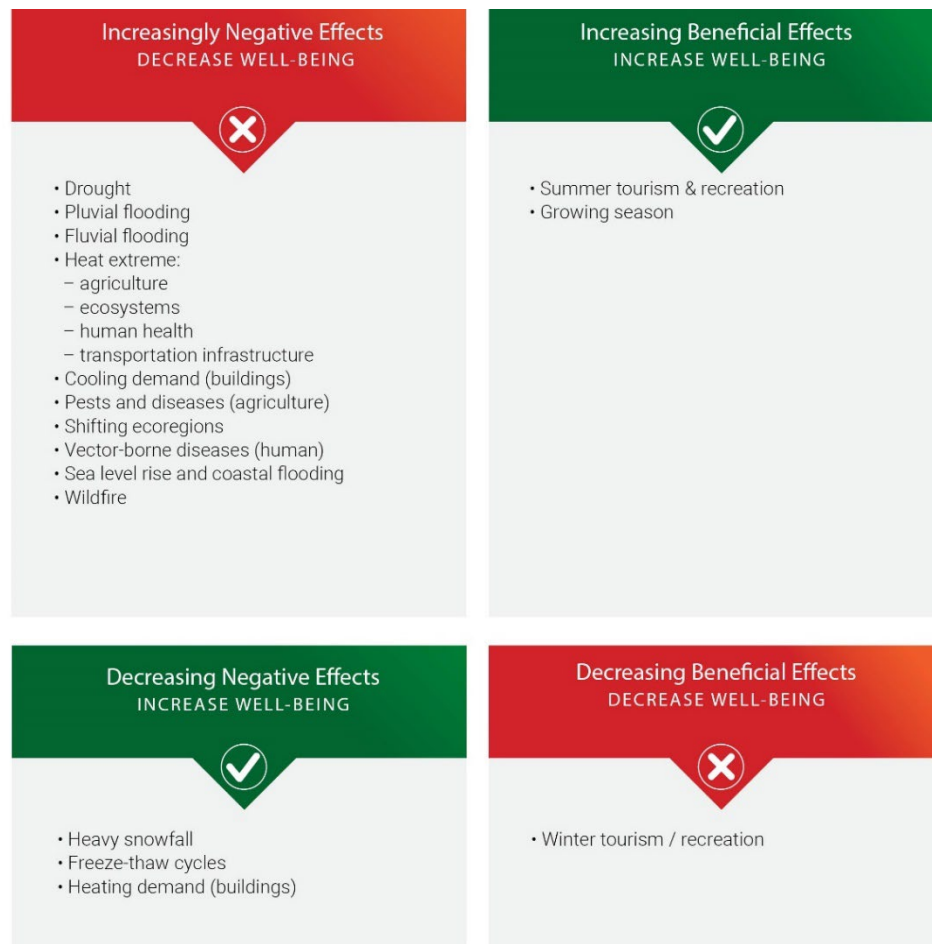 Increasingly Negative Effects
DECREASE WELL-BEING
• Drought
• Pluvial flooding
• Fluvial flooding
• Heat extreme:
– agriculture
– ecosystems
– human health
– transportation infrastructure
• Cooling demand (buildings)
• Pests and diseases (agriculture)
• Shifting ecoregions
• Vector-borne diseases (human)
• Sea level rise and coastal flooding
• Wildfire
Increasing Beneficial Effects
INCREASE WELL-BEING
• Summer tourism & recreation
• Growing season
Decreasing Negative Effects
INCREASE WELL-BEING
• Heavy snowfall
• Freeze-thaw cycles
• Heating demand (buildings)
Decreasing Beneficial Effects
DECREASE WELL-BEING
• Winter tourism / recreation